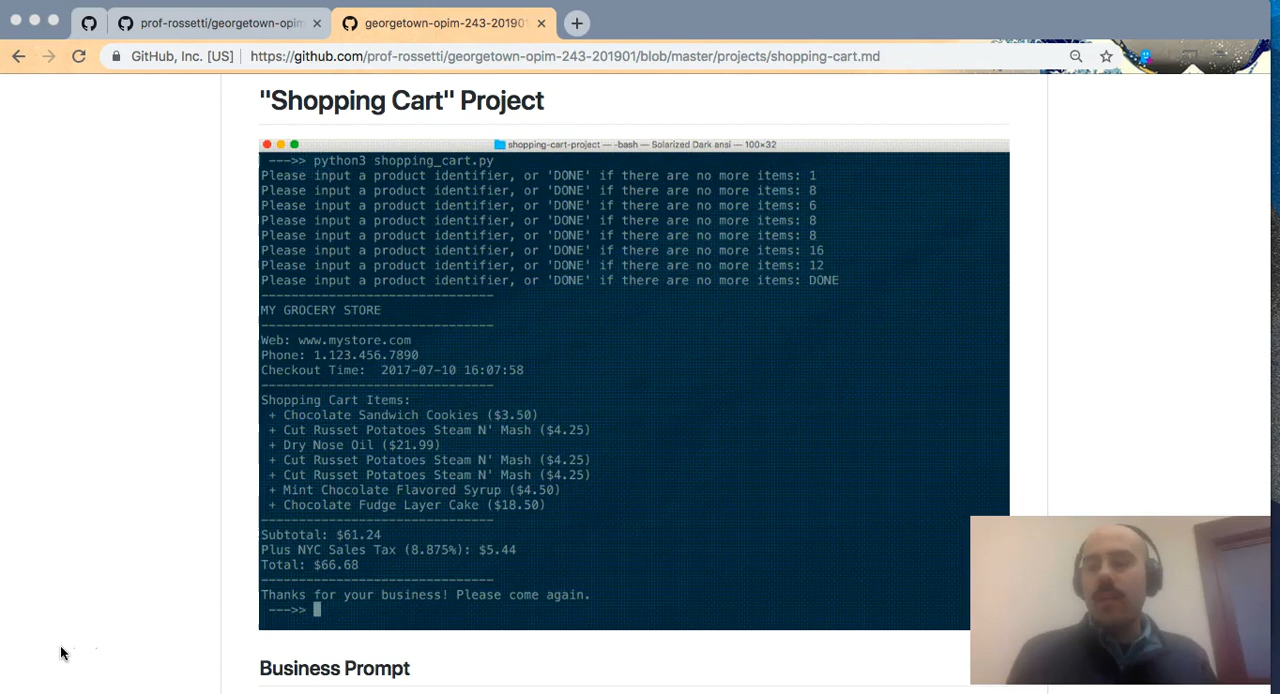 prof-rossetti/georgetown-opim
georgetown-opim-243-20190
GitHub, Inc. [US]
https://github.com/prof-rossetti/georgetown-opim-243-201901/blob/master/projects/shopping-cart.md
"Shopping Cart" Project
shopping-cart-project — -bash — Solarized Dark ansi — 100×32
--->> python3 shopping_cart.py
Please input a product identifier, or 'DONE' if there are no more items: 1
Please input a product identifier, or 'DONE' if there are no more items: 8
Please input a product identifier, or 'DONE' if there are no more items: 6
Please input a product identifier, or 'DONE' if there are no more items: 8
Please input a product identifier, or 'DONE' if there are no more items: 8
Please input a product identifier, or 'DONE' if there are no more items: 16
Please input a product identifier, or 'DONE' if there are no more items: 12
Please input a product identifier, or 'DONE' if there are no more items: DONE
-------------------------------
MY GROCERY STORE
-------------------------------
Web: www.mystore.com
Phone: 1.123.456.7890
Checkout Time:  2017-07-10 16:07:58
-------------------------------
Shopping Cart Items:
+ Chocolate Sandwich Cookies ($3.50)
+ Cut Russet Potatoes Steam N' Mash ($4.25)
+ Dry Nose Oil ($21.99)
+ Cut Russet Potatoes Steam N' Mash ($4.25)
+ Cut Russet Potatoes Steam N' Mash ($4.25)
+ Mint Chocolate Flavored Syrup ($4.50)
+ Chocolate Fudge Layer Cake ($18.50)
-------------------------------
Subtotal: $61.24
Plus NYC Sales Tax (8.875%): $5.44
Total: $66.68
-------------------------------
Thanks for your business! Please come again.
--->>
Business Prompt